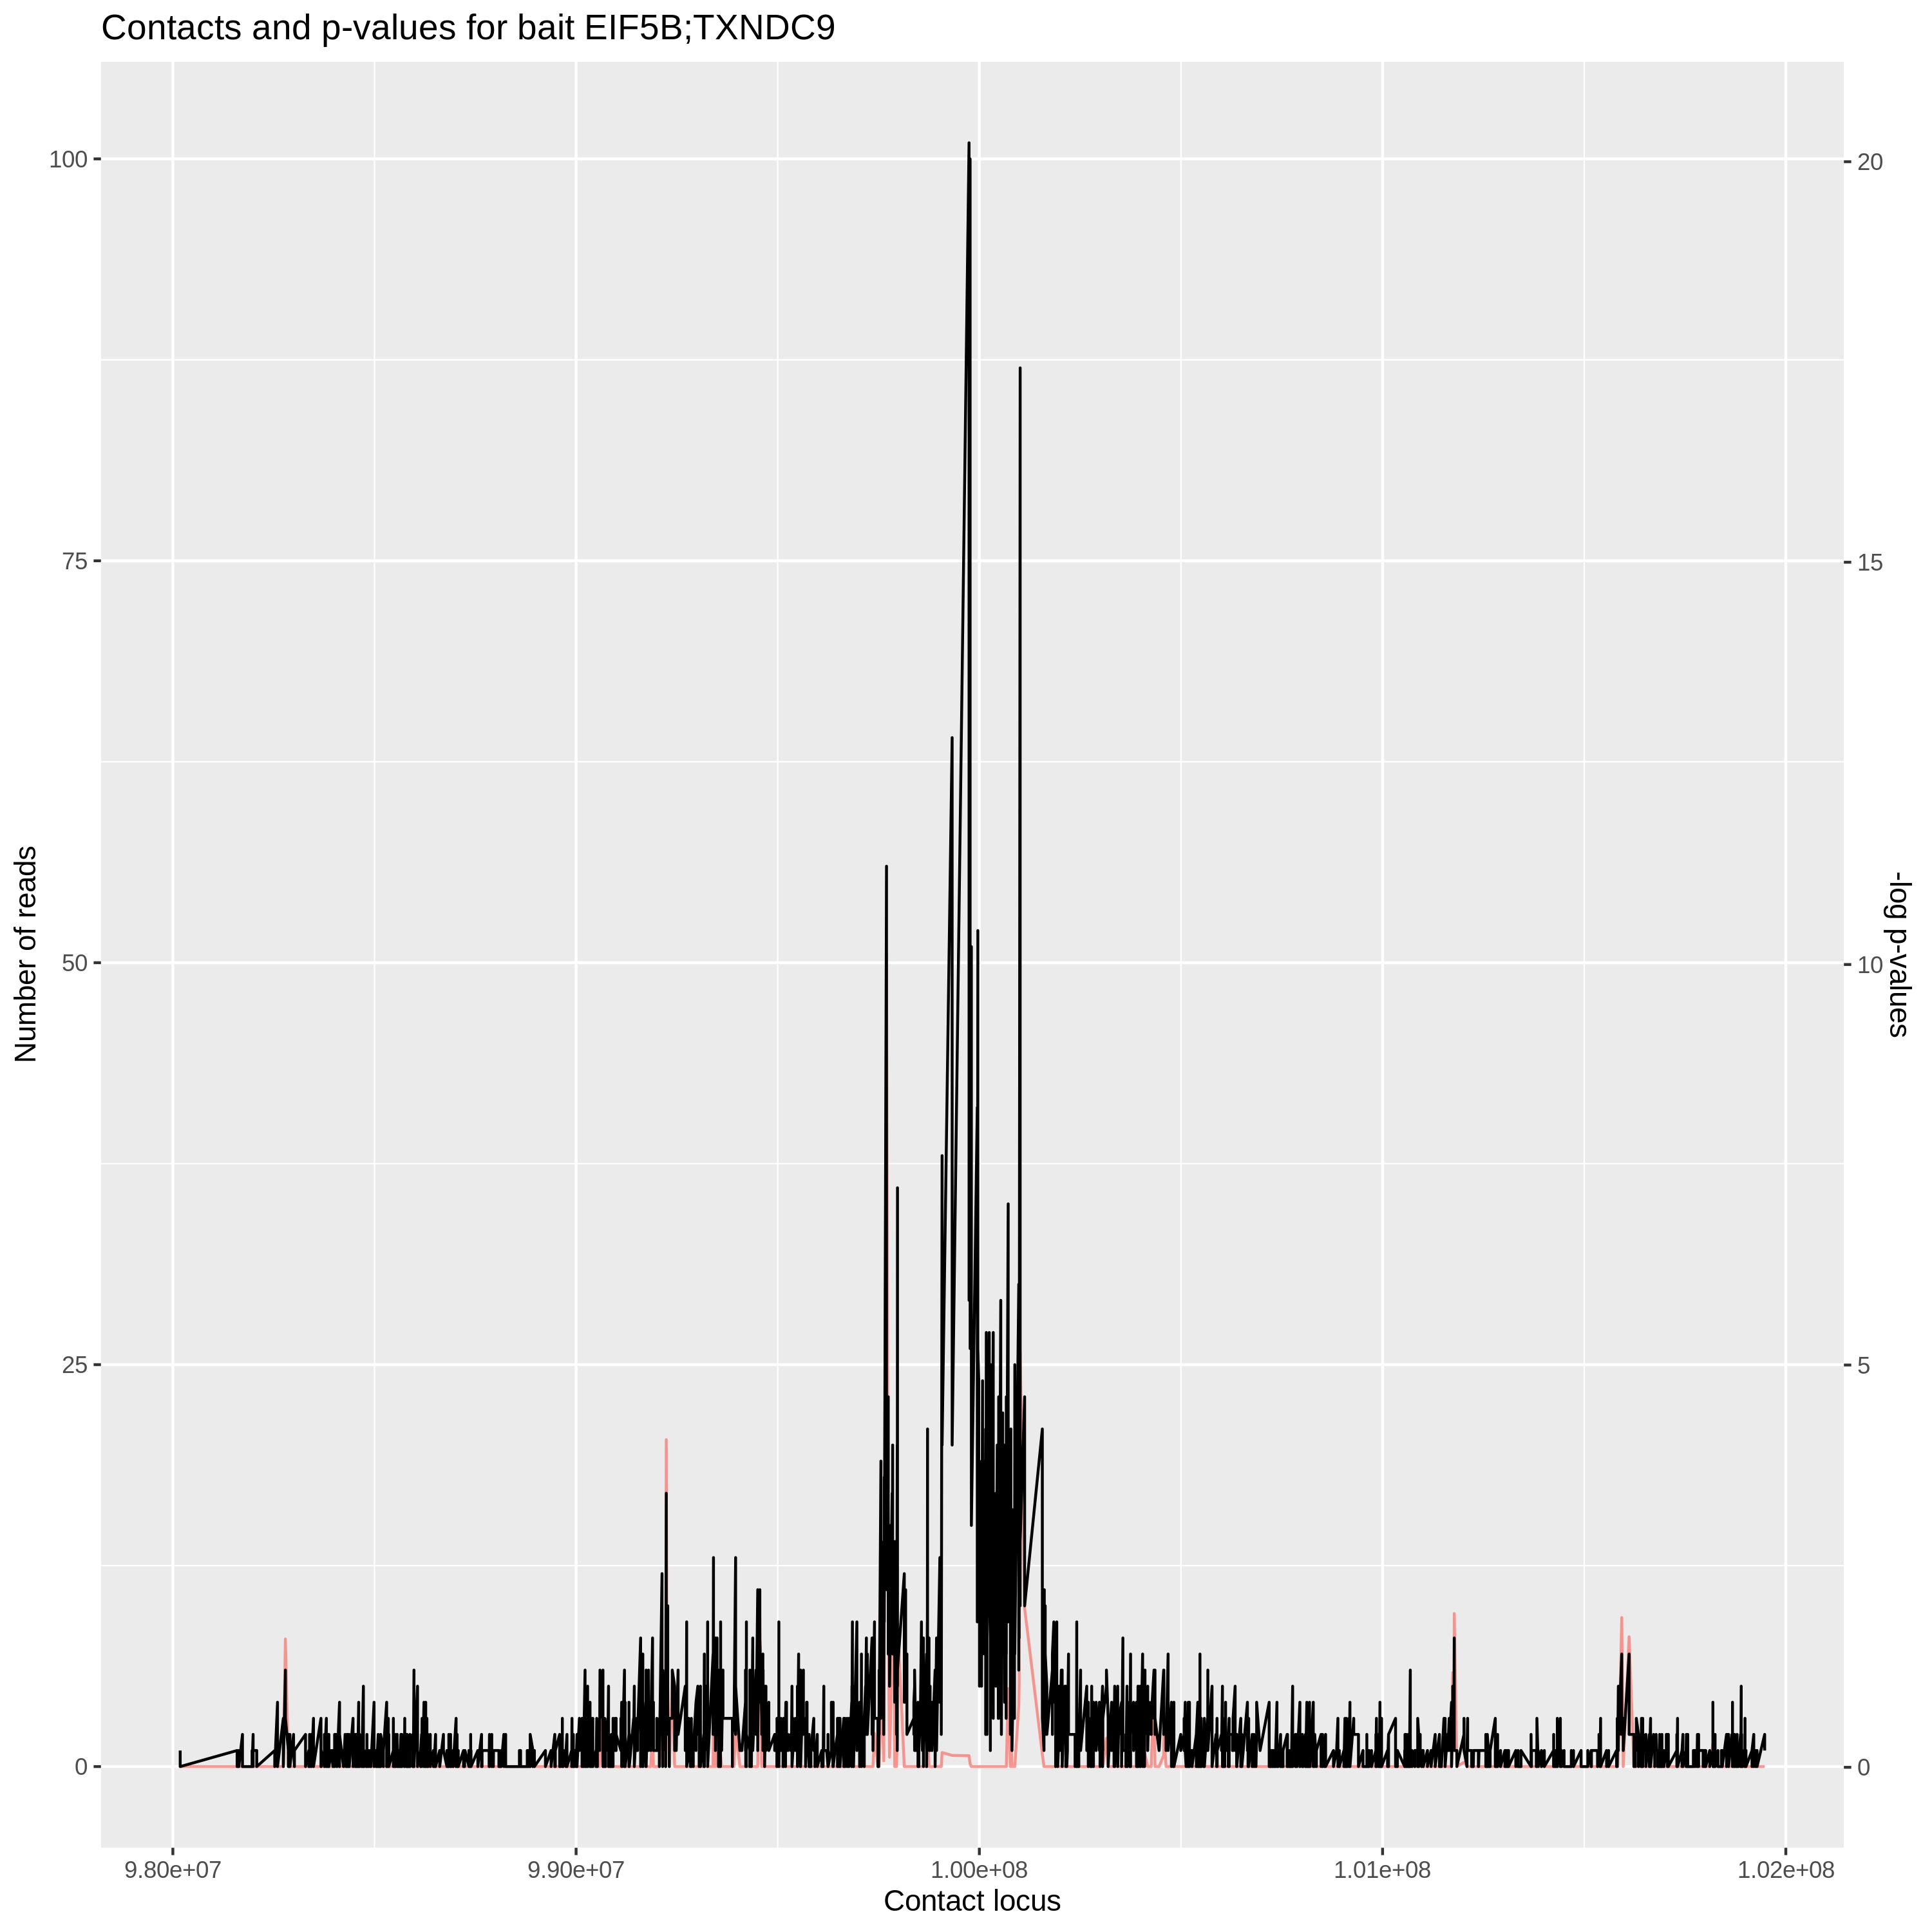 Contacts and p-values for bait EIF5B;TXNDC9
100
75
50
25
0
Number of reads
20
15
10
5
0
-log p-values
9.80e+07
9.90e+07
1.00e+08
1.01e+08
1.02e+08
Contact locus